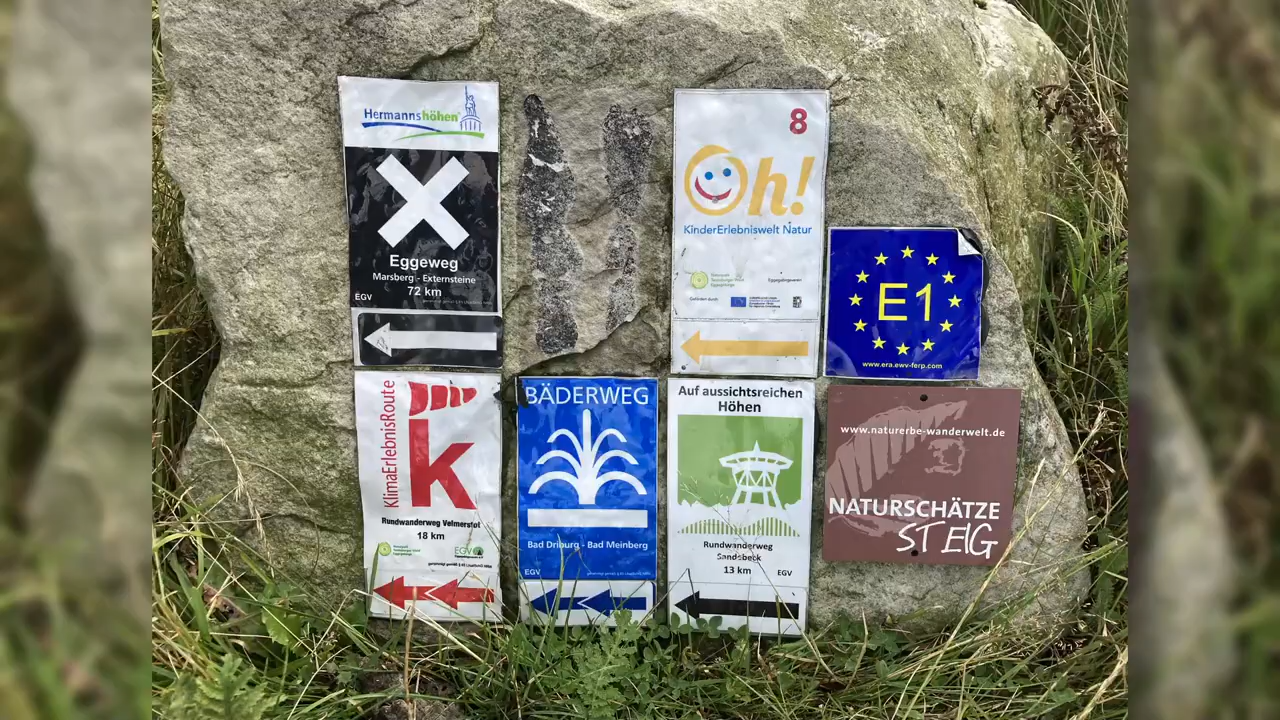 Hermannshöhen
Eggeweg
Marsberg - Externsteine
72 km
EGV
8
Oh!
KinderErlebniswelt Natur
E1
www.era.ewv-ferp.com
KlimaErlebnisRoute
k
Rundwanderweg Velmerstot
18 km
EGV
BÄDERWEG
Bad Driburg - Bad Meinberg
EGV
Auf aussichtsreichen
Höhen
Rundwanderweg
Sandebeck
13 km
EGV
www.naturerbe-wanderwelt.de
NATURSCHÄTZE
STEIG